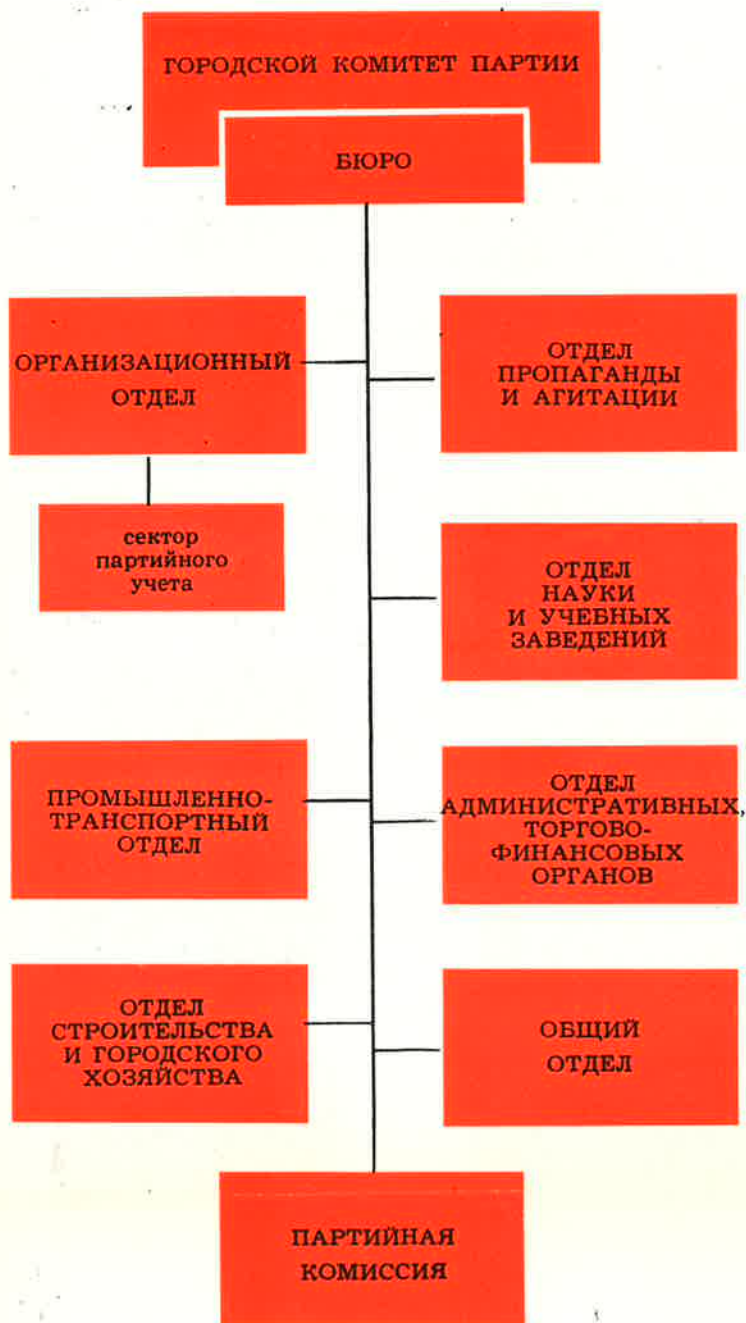 ГОРОДСКОЙ КОМИТЕТ ПАРТИИ
БЮРО
ОРГАНИЗАЦИОННЫЙ
ОТДЕЛ
ОТДЕЛ
ПРОПАГАНДЫ
И АГИТАЦИИ
сектор
партийного
учета
ОТДЕЛ
НАУКИ
И УЧЕБНЫХ
ЗАВЕДЕНИЙ
ПРОМЫШЛЕННО-
ТРАНСПОРТНЫЙ
ОТДЕЛ
ОТДЕЛ
АДМИНИСТРАТИВНЫХ,
ТОРГОВО-
ФИНАНСОВЫХ
ОРГАНОВ
ОТДЕЛ
СТРОИТЕЛЬСТВА
И ГОРОДСКОГО
ХОЗЯЙСТВА
ОБЩИЙ
ОТДЕЛ
ПАРТИЙНАЯ
КОМИССИЯ